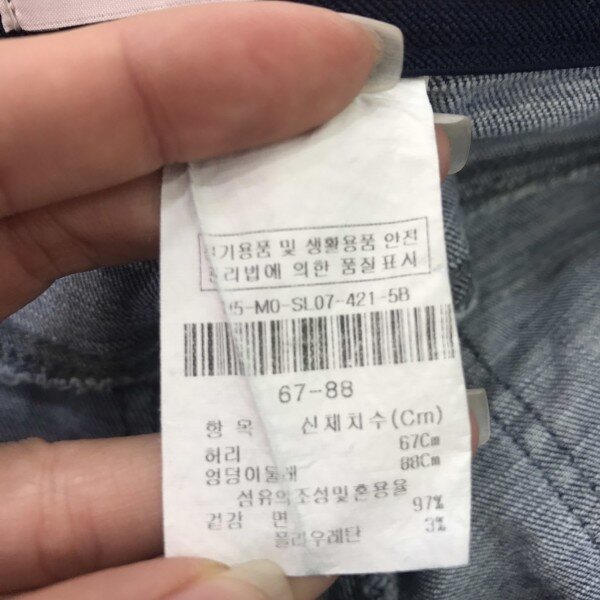 기용품 및 생활용품 안전
관리법에 의한 품질표시
5-MO-SL07-421-5B
67-88
항 목 신체치수(Cm)
허리 67Cm
엉덩이둘레 88Cm
섬유의조성및혼용율
겉감 면 97%
폴리우레탄 3%